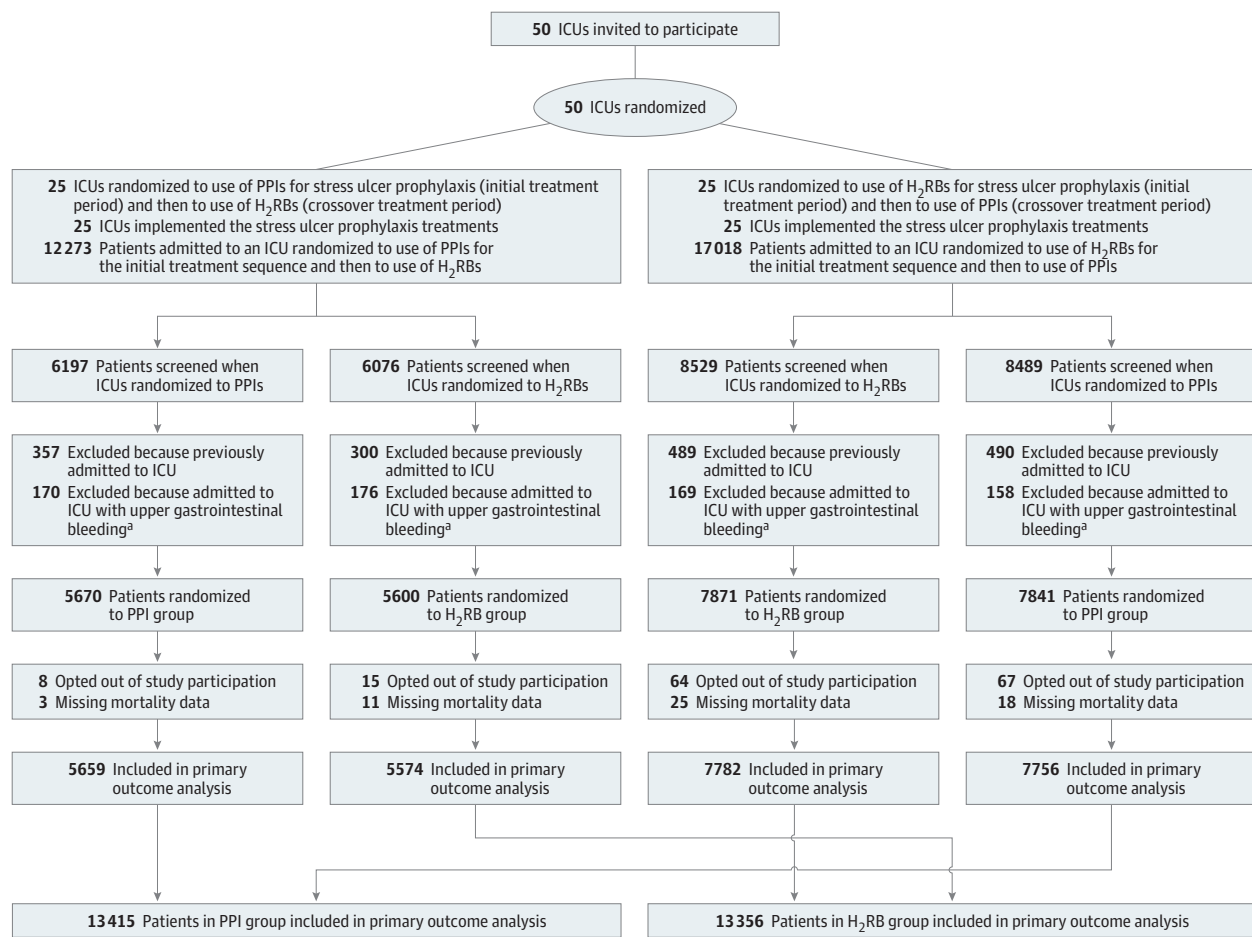 50 ICUs invited to participate
50 ICUs randomized
25 ICUs randomized to use of PPIs for stress ulcer prophylaxis (initial treatment
period) and then to use of H2RBs (crossover treatment period)
25 ICUs implemented the stress ulcer prophylaxis treatments
12 273 Patients admitted to an ICU randomized to use of PPIs for
the initial treatment sequence and then to use of H2RBs
25 ICUs randomized to use of H2RBs for stress ulcer prophylaxis (initial
treatment period) and then to use of PPIs (crossover treatment period)
25 ICUs implemented the stress ulcer prophylaxis treatments
17 018 Patients admitted to an ICU randomized to use of H2RBs for
the initial treatment sequence and then to use of PPIs
6197 Patients screened when
ICUs randomized to PPIs
6076 Patients screened when
ICUs randomized to H2RBs
8529 Patients screened when
ICUs randomized to H2RBs
8489 Patients screened when
ICUs randomized to PPIs
357 Excluded because previously
admitted to ICU
170 Excluded because admitted to
ICU with upper gastrointestinal
bleedinga
300 Excluded because previously
admitted to ICU
176 Excluded because admitted to
ICU with upper gastrointestinal
bleedinga
489 Excluded because previously
admitted to ICU
169 Excluded because admitted to
ICU with upper gastrointestinal
bleedinga
490 Excluded because previously
admitted to ICU
158 Excluded because admitted to
ICU with upper gastrointestinal
bleedinga
5670 Patients randomized
to PPI group
5600 Patients randomized
to H2RB group
7871 Patients randomized
to H2RB group
7841 Patients randomized
to PPI group
8 Opted out of study participation
3 Missing mortality data
15 Opted out of study participation
11 Missing mortality data
64 Opted out of study participation
25 Missing mortality data
67 Opted out of study participation
18 Missing mortality data
5659 Included in primary
outcome analysis
5574 Included in primary
outcome analysis
7782 Included in primary
outcome analysis
7756 Included in primary
outcome analysis
13 415 Patients in PPI group included in primary outcome analysis
13 356 Patients in H2RB group included in primary outcome analysis